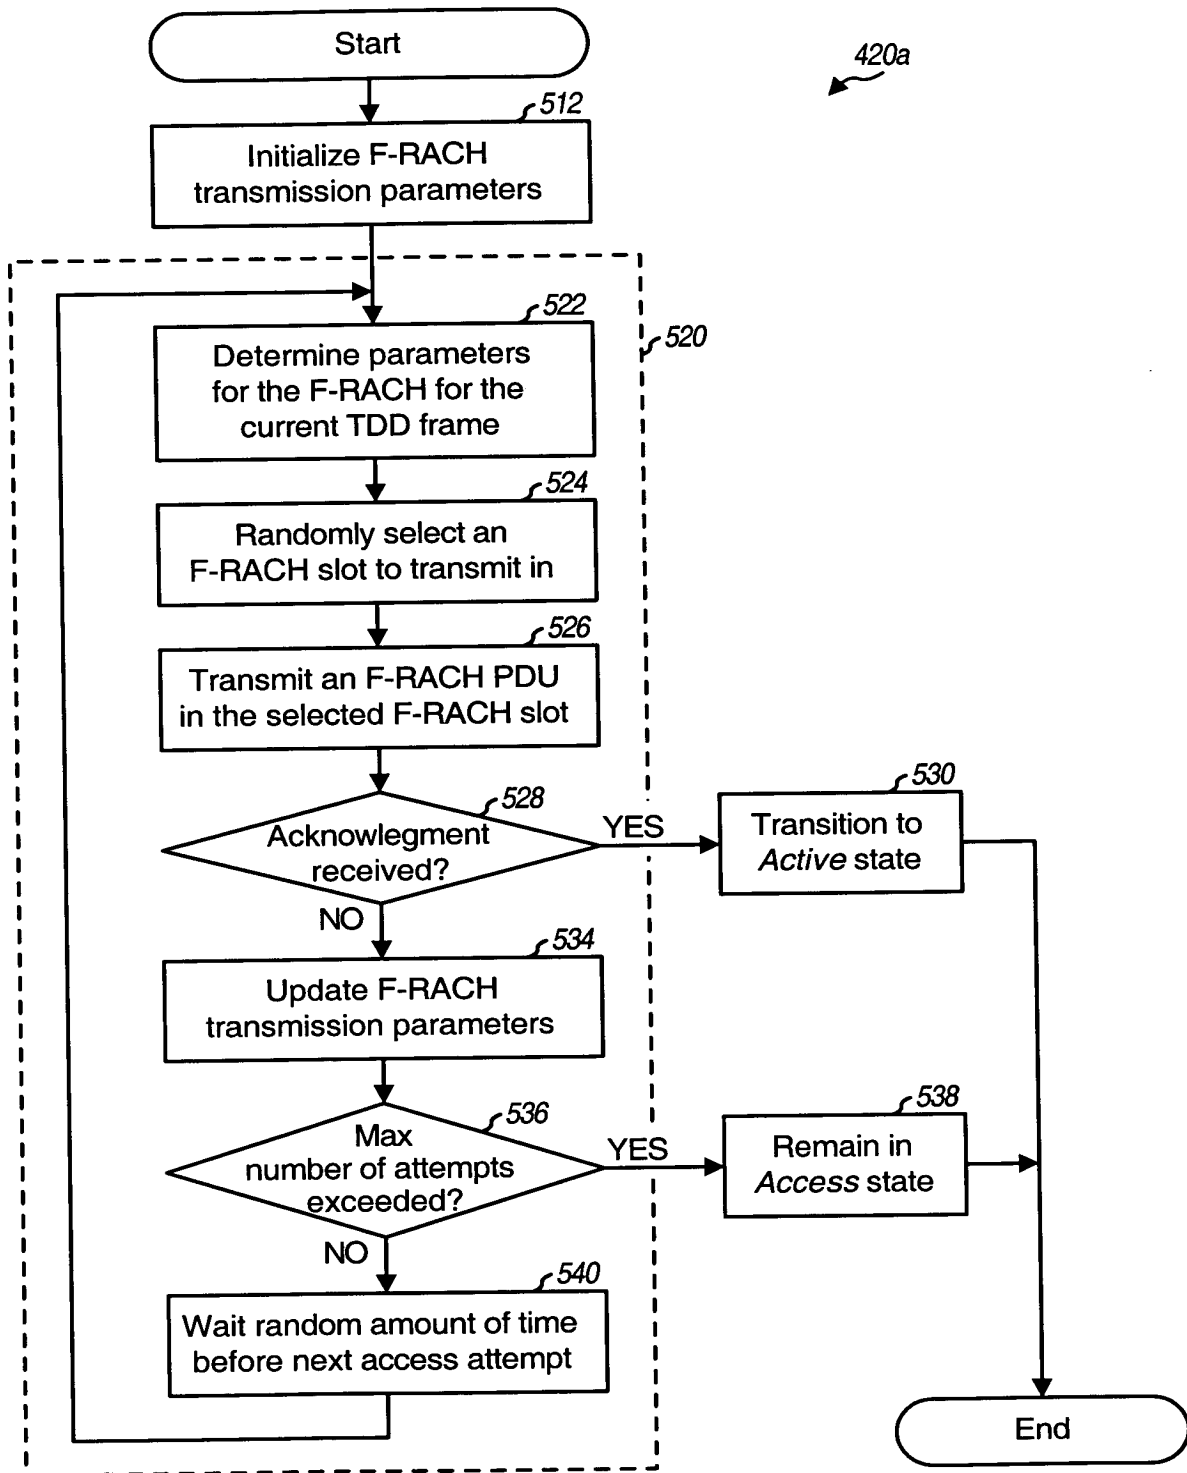 Start
420a
512
Initialize F-RACH
transmission parameters
522
520
Determine parameters
for the F-RACH for the
current TDD frame
524
Randomly select an
F-RACH slot to transmit in
526
Transmit an F-RACH PDU
in the selected F-RACH slot
528
Acknowlegment
received?
YES
530
Transition to
Active state
NO
534
Update F-RACH
transmission parameters
536
Max
number of attempts
exceeded?
YES
538
Remain in
Access state
NO
540
Wait random amount of time
before next access attempt
End